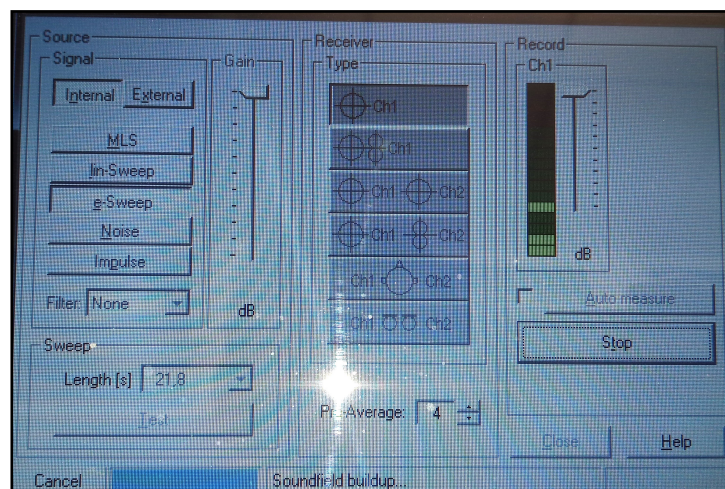 Source
Signal
Internal External
MLS
lin-Sweep
e-Sweep
Noise
Impulse
Filter: None
Gain
dB
Sweep
Length [s] 21,8
Test
Receiver
Type
Ch1
Ch1
Ch1 Ch2
Ch1 Ch2
Ch1 Ch2
Ch1 Ch2
Pre-Average: 4
Record
Ch1
dB
Auto measure
Stop
Close Help
Cancel Soundfield buildup...